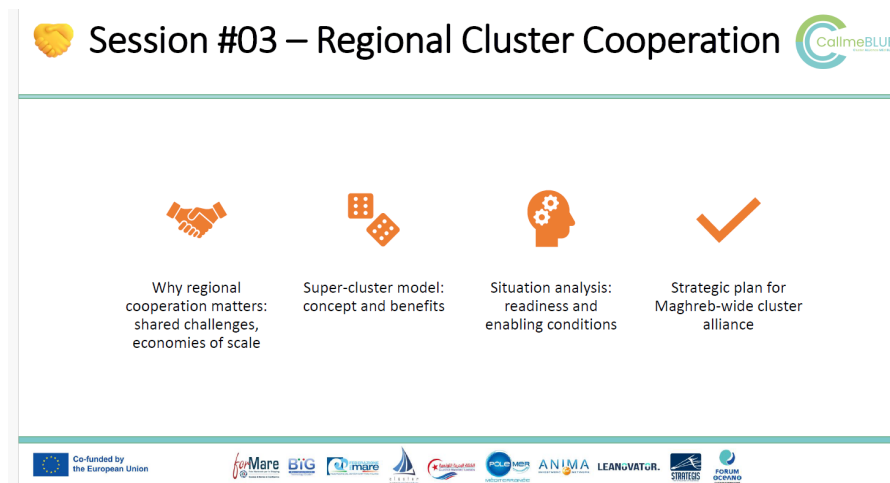 Session #03 – Regional Cluster Cooperation
CallmeBLUE
Why regional
cooperation matters:
shared challenges,
economies of scale
Super-cluster model:
concept and benefits
Situation analysis:
readiness and
enabling conditions
Strategic plan for
Maghreb-wide cluster
alliance
Co-funded by
the European Union
forMare
BIG
mare
cluster
POLE MER
MÉDITERRANÉE
ANIMA
LEANOVATOR.
STRATEGIS
FORUM
OCEANO